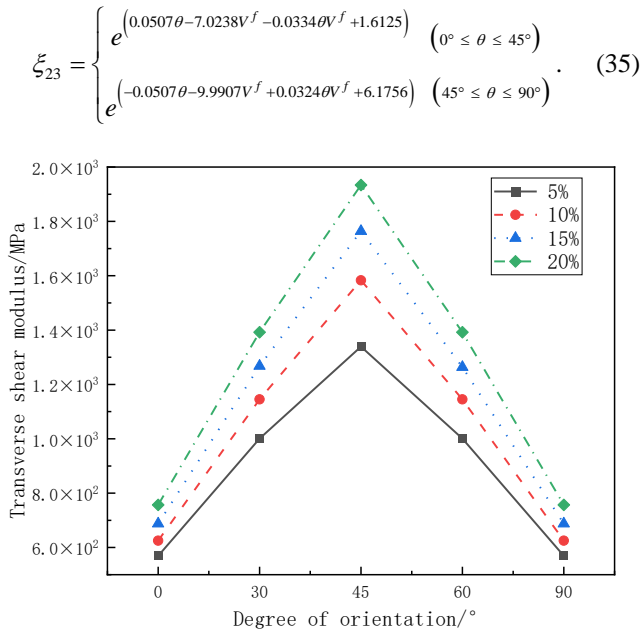 ξ₂₃ = { e^(0.0507θ−7.0238V^f−0.0334θV^f+1.6125) (0° ≤ θ ≤ 45°)
e^(−0.0507θ−9.9907V^f+0.0324θV^f+6.1756) (45° ≤ θ ≤ 90°) . (35)
2.0×10³
1.8×10³
1.6×10³
1.4×10³
1.2×10³
1.0×10³
8.0×10²
6.0×10²
Transverse shear modulus/MPa
5%
10%
15%
20%
0 30 45 60 90
Degree of orientation/°